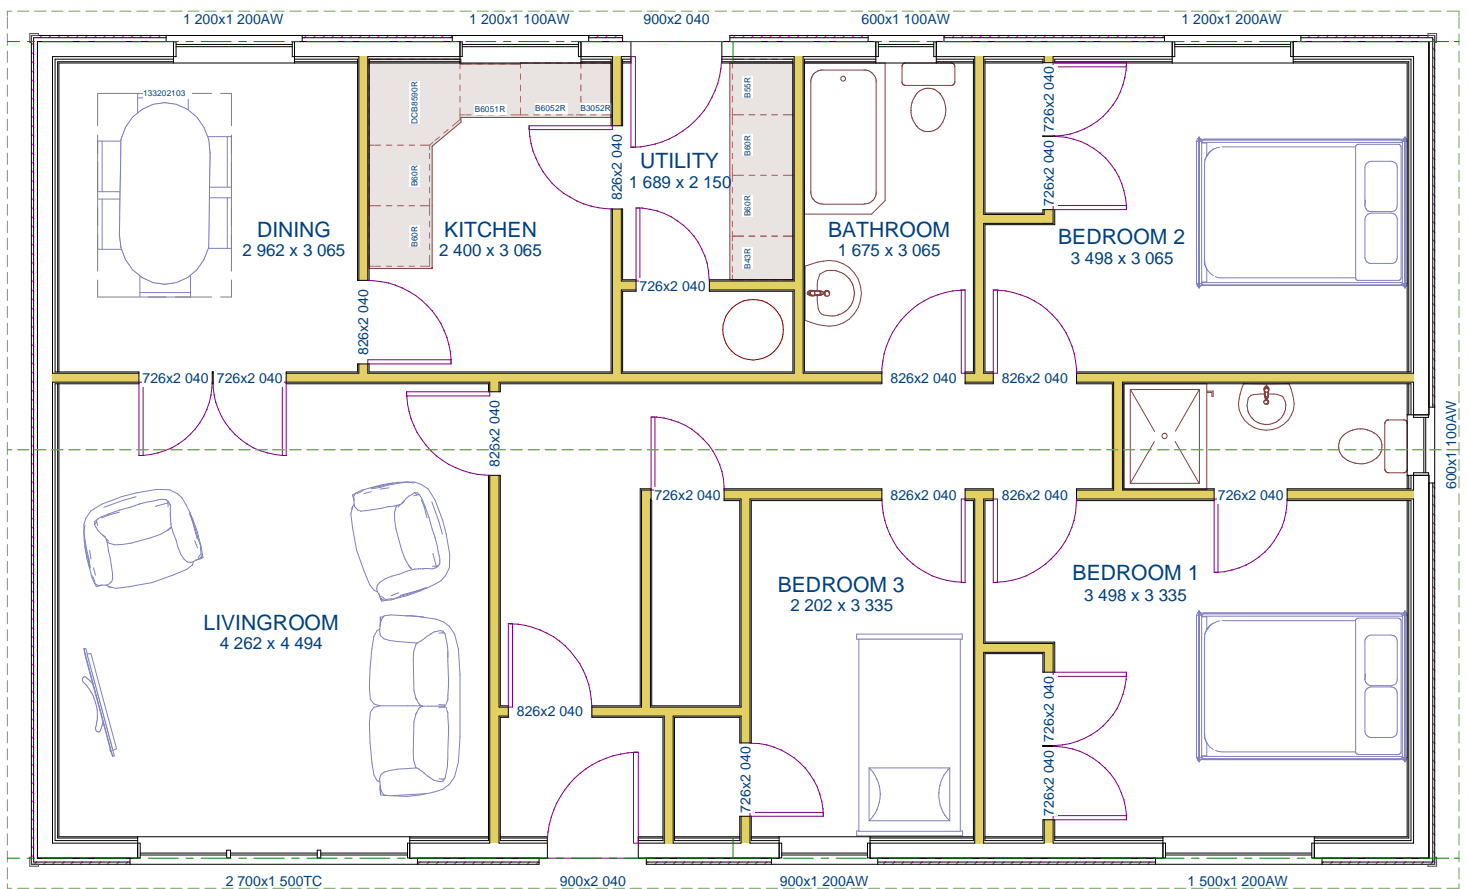 1 200x1 200AW
1 200x1 100AW
900x2 040
600x1 100AW
1 200x1 200AW
133202103
DCB8590R
B6051R
B6052R
B3052R
B60R
B60R
B55R
B60R
B60R
B43R
826x2 040
726x2 040
726x2 040
UTILITY
1 689 x 2 150
DINING
2 962 x 3 065
KITCHEN
2 400 x 3 065
BATHROOM
1 675 x 3 065
BEDROOM 2
3 498 x 3 065
726x2 040
826x2 040
726x2 040
726x2 040
826x2 040
826x2 040
826x2 040
600x1 100AW
726x2 040
826x2 040
826x2 040
726x2 040
LIVINGROOM
4 262 x 4 494
BEDROOM 3
2 202 x 3 335
BEDROOM 1
3 498 x 3 335
826x2 040
726x2 040
726x2 040
726x2 040
2 700x1 500TC
900x2 040
900x1 200AW
1 500x1 200AW